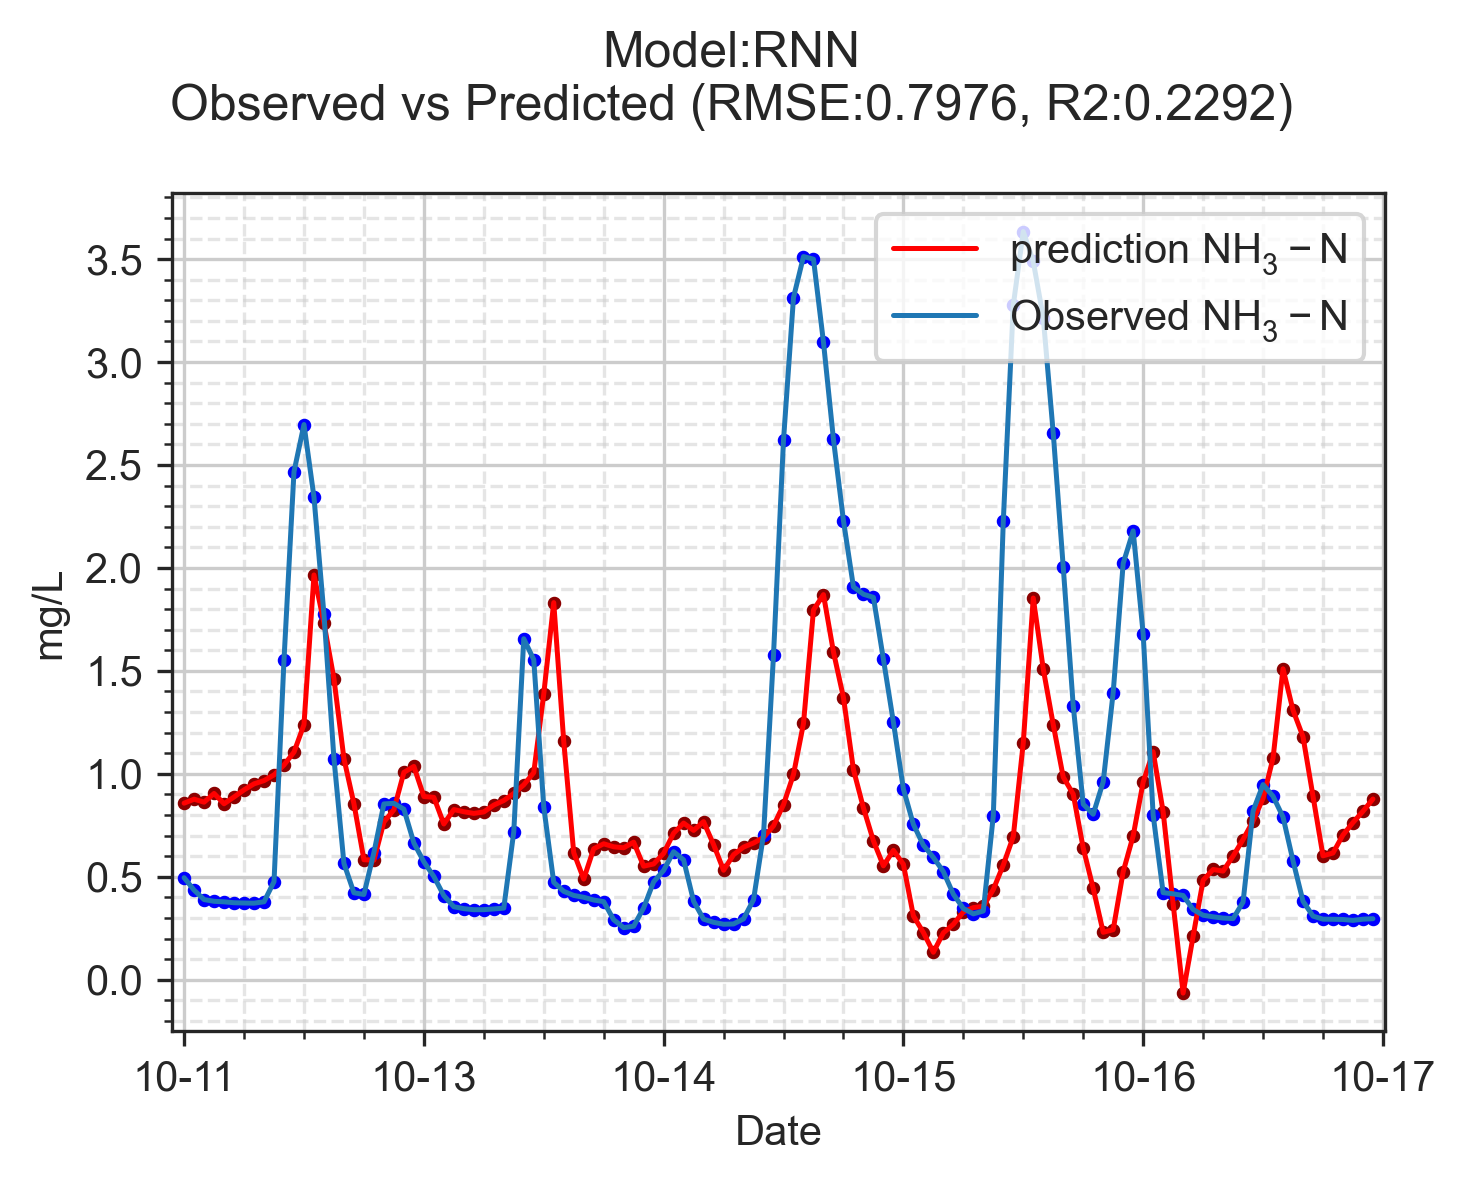 Model:RNN
Observed vs Predicted (RMSE:0.7976, R2:0.2292)
prediction NH₃ − N
Observed NH₃ − N
3.5
3.0
2.5
2.0
1.5
1.0
0.5
0.0
mg/L
10-11 10-13 10-14 10-15 10-16 10-17
Date